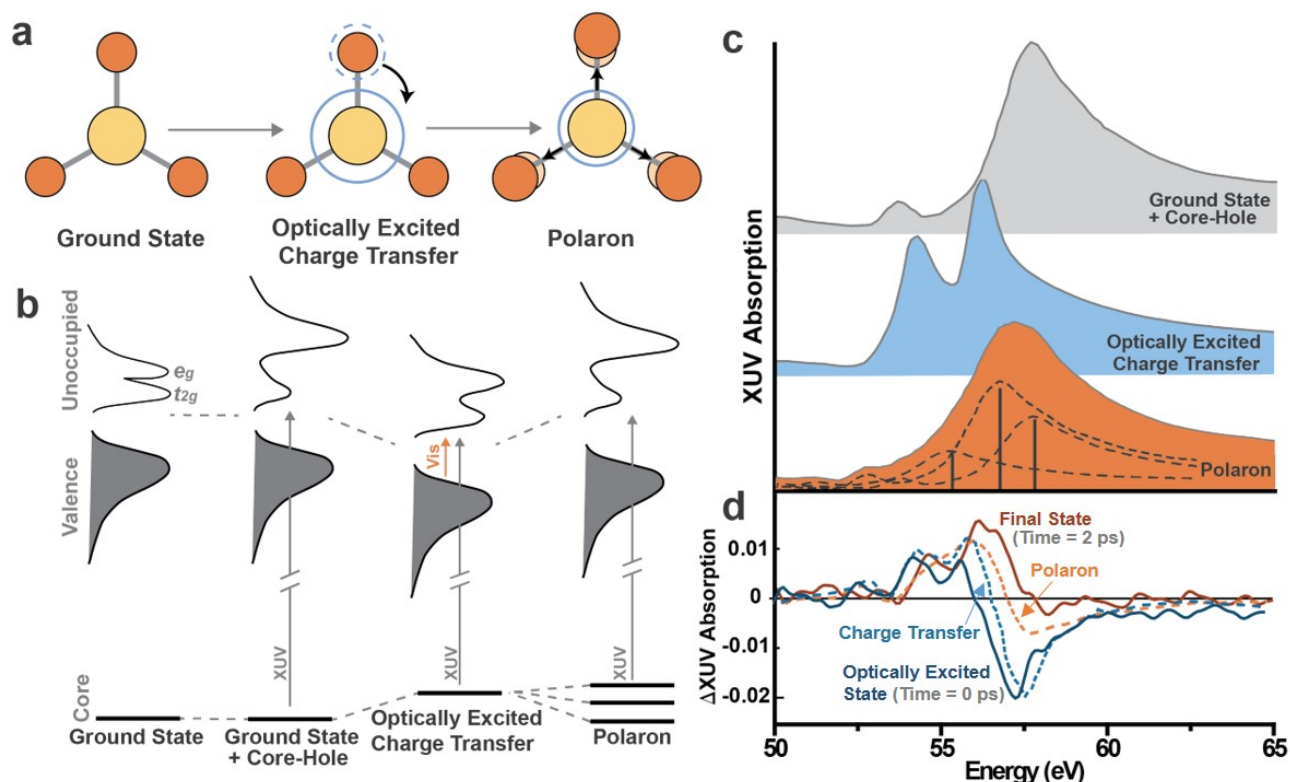 a
Ground State
Optically Excited
Charge Transfer
Polaron
b
Unoccupied
Valence
Core
eg
t2g
Vis
XUV
XUV
XUV
Ground State
Ground State
+ Core-Hole
Optically Excited
Charge Transfer
Polaron
c
XUV Absorption
Ground State
+ Core-Hole
Optically Excited
Charge Transfer
Polaron
d
ΔXUV Absorption
0.01
0
-0.01
-0.02
Final State
(Time = 2 ps)
Polaron
Charge Transfer
Optically Excited
State (Time = 0 ps)
50
55
60
65
Energy (eV)